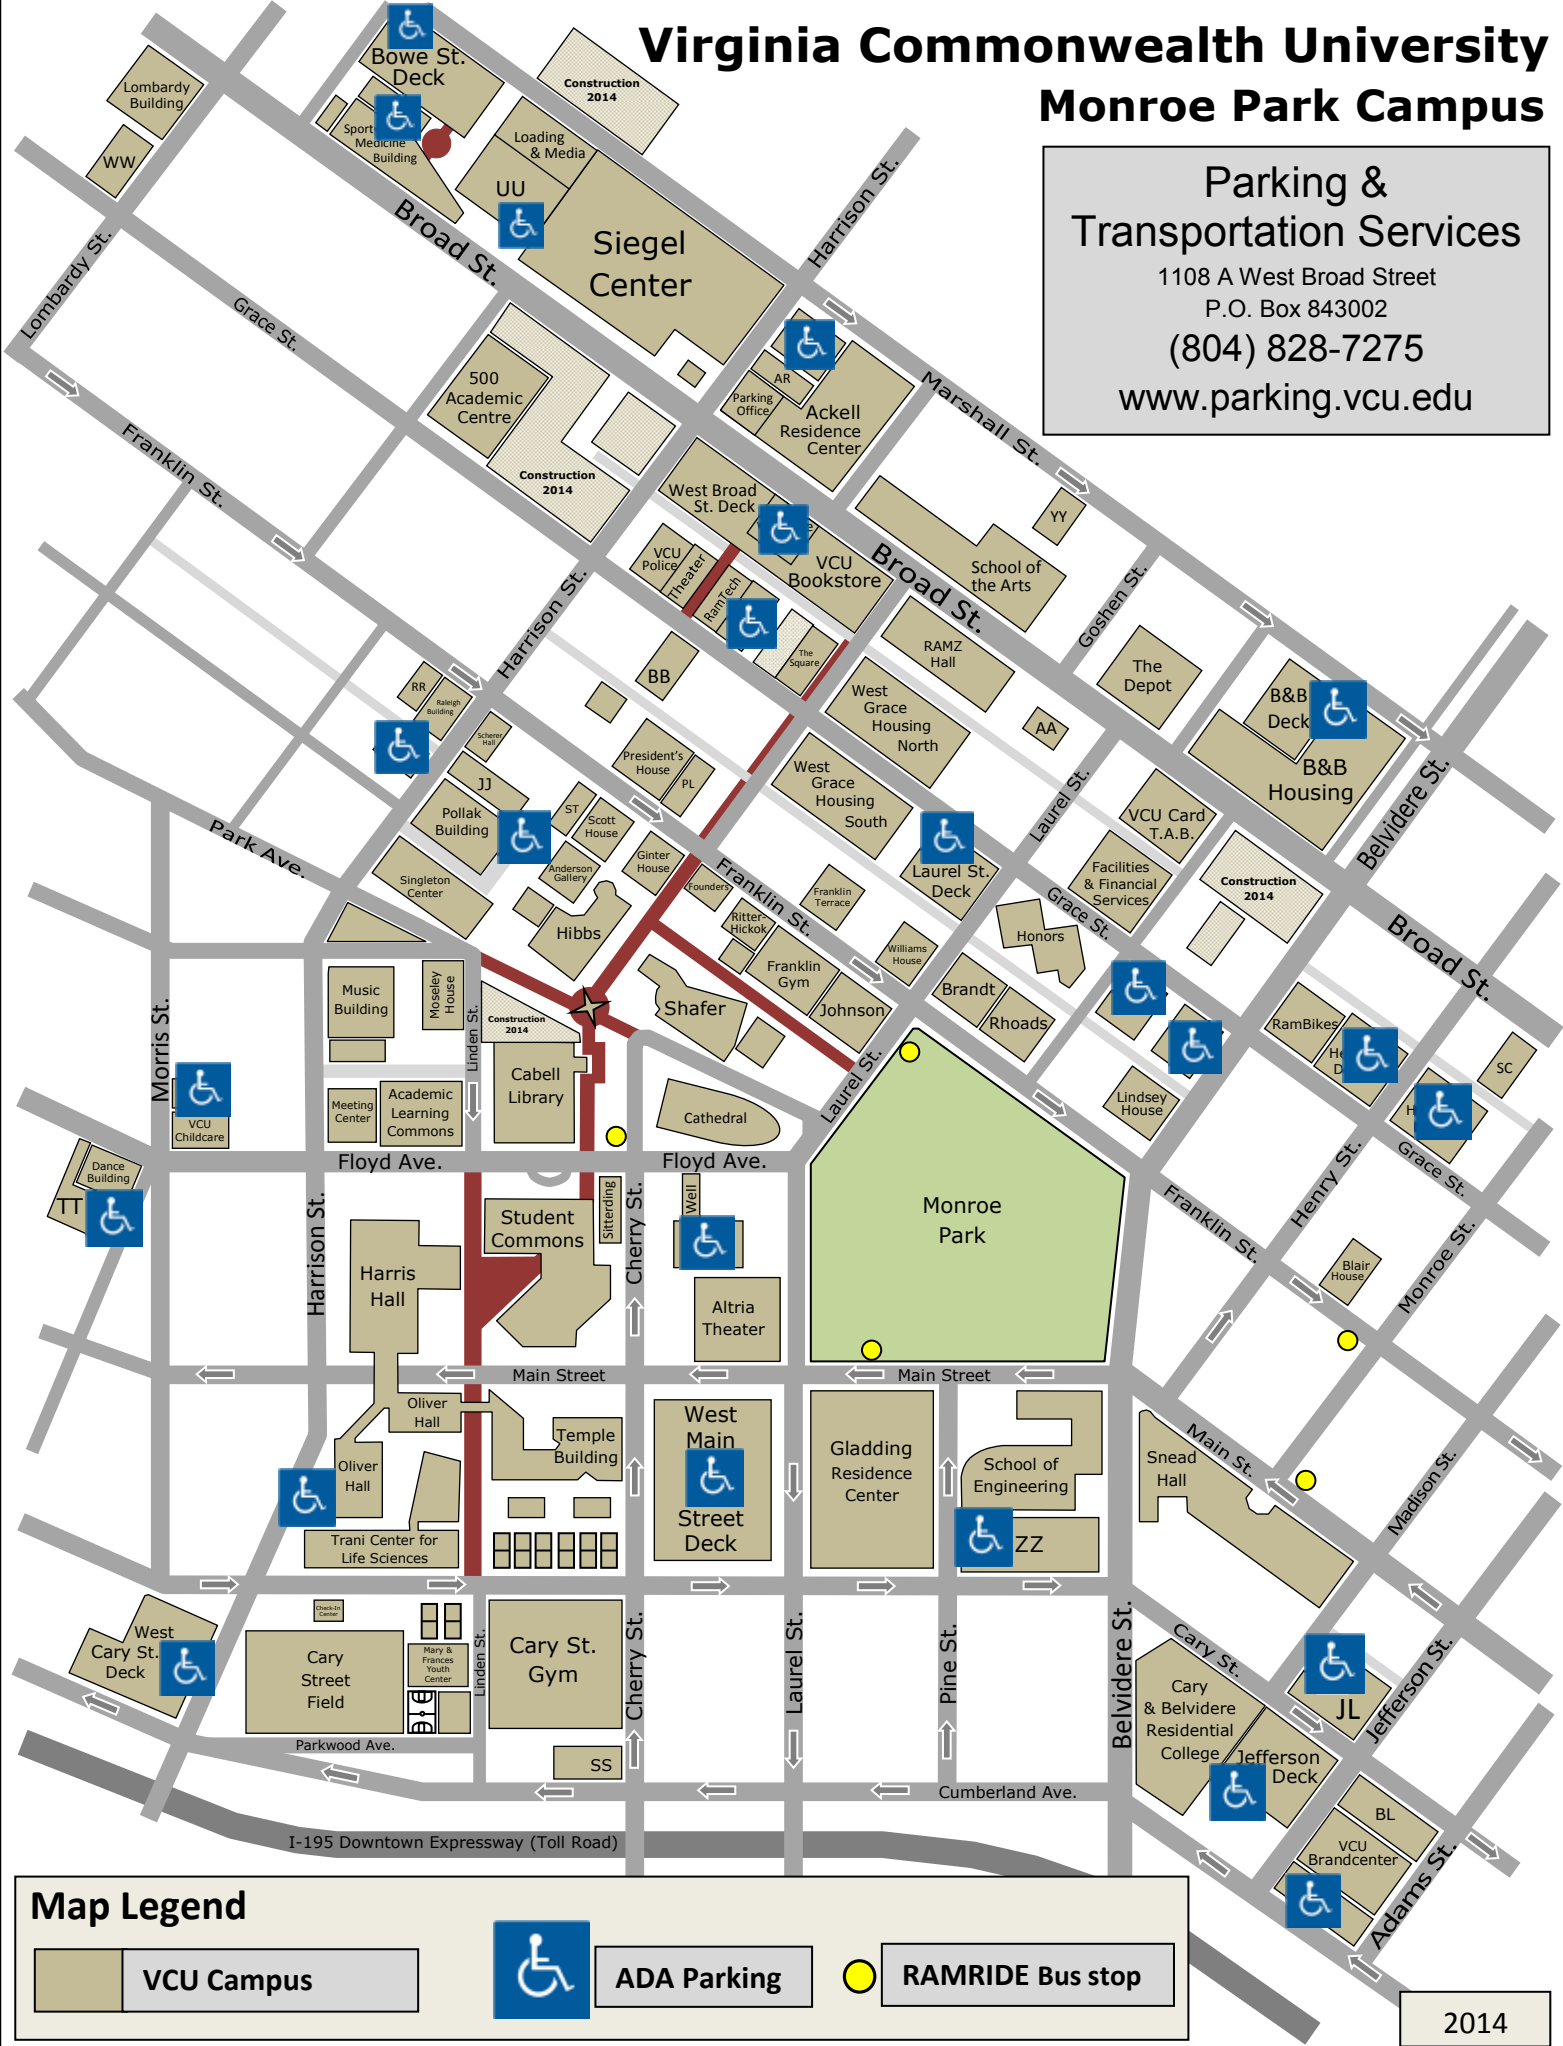 Virginia Commonwealth University
Monroe Park Campus
Parking &
Transportation Services
1108 A West Broad Street
P.O. Box 843002
(804) 828-7275
www.parking.vcu.edu
Bowe St.
Deck
Construction
2014
Lombardy
Building
WW
Medicine
Building
Loading
& Media
UU
Siegel
Center
Broad St.
Harrison St.
Lombardy St.
Grace St.
Franklin St.
500
Academic
Centre
Construction
2014
AR
Parking
Office
Ackell
Residence
Center
Marshall St.
West Broad
St. Deck
VCU
Bookstore
VCU
Police
Theater
RamTech
The
Square
YY
School of
the Arts
Broad St.
Goshen St.
RAMZ
Hall
The
Depot
B&B
Deck
B&B
Housing
Belvidere St.
AA
West
Grace
Housing
North
West
Grace
Housing
South
Laurel St.
VCU Card
T.A.B.
Facilities
& Financial
Services
Construction
2014
Broad St.
Harrison St.
BB
RR
Raleigh
Building
Scherer
Hall
JJ
Pollak
Building
President's
House
PL
ST
Scott
House
Anderson
Gallery
Ginter
House
Singleton
Center
Park Ave.
Hibbs
Founders
Franklin St.
Franklin
Terrace
Laurel St.
Deck
Grace St.
Honors
Ritter-
Hickok
Franklin
Gym
Johnson
Williams
House
Brandt
Rhoads
Shafer
Laurel St.
Music
Building
Moseley
House
Linden St.
Construction
2014
Cabell
Library
Meeting
Center
Academic
Learning
Commons
Cathedral
Morris St.
VCU
Childcare
Dance
Building
TT
Floyd Ave.
Floyd Ave.
RamBikes
SC
Lindsey
House
Grace St.
Henry St.
Monroe St.
Franklin St.
Blair
House
Monroe
Park
Harrison St.
Harris
Hall
Student
Commons
Sitterding
Cherry St.
Well
Altria
Theater
Main Street
Main Street
Oliver
Hall
Oliver
Hall
Temple
Building
West
Main
Street
Deck
Gladding
Residence
Center
School of
Engineering
ZZ
Snead
Hall
Main St.
Madison St.
Trani Center for
Life Sciences
West
Cary St.
Deck
Check-In
Center
Cary
Street
Field
Mary &
Frances
Youth
Center
Linden St.
Cary St.
Gym
SS
Cherry St.
Laurel St.
Pine St.
Belvidere St.
Cary St.
Cary
& Belvidere
Residential
College
Jefferson
Deck
JL
Jefferson St.
BL
VCU
Brandcenter
Adams St.
Parkwood Ave.
Cumberland Ave.
I-195 Downtown Expressway (Toll Road)
Map Legend
VCU Campus
ADA Parking
RAMRIDE Bus stop
2014